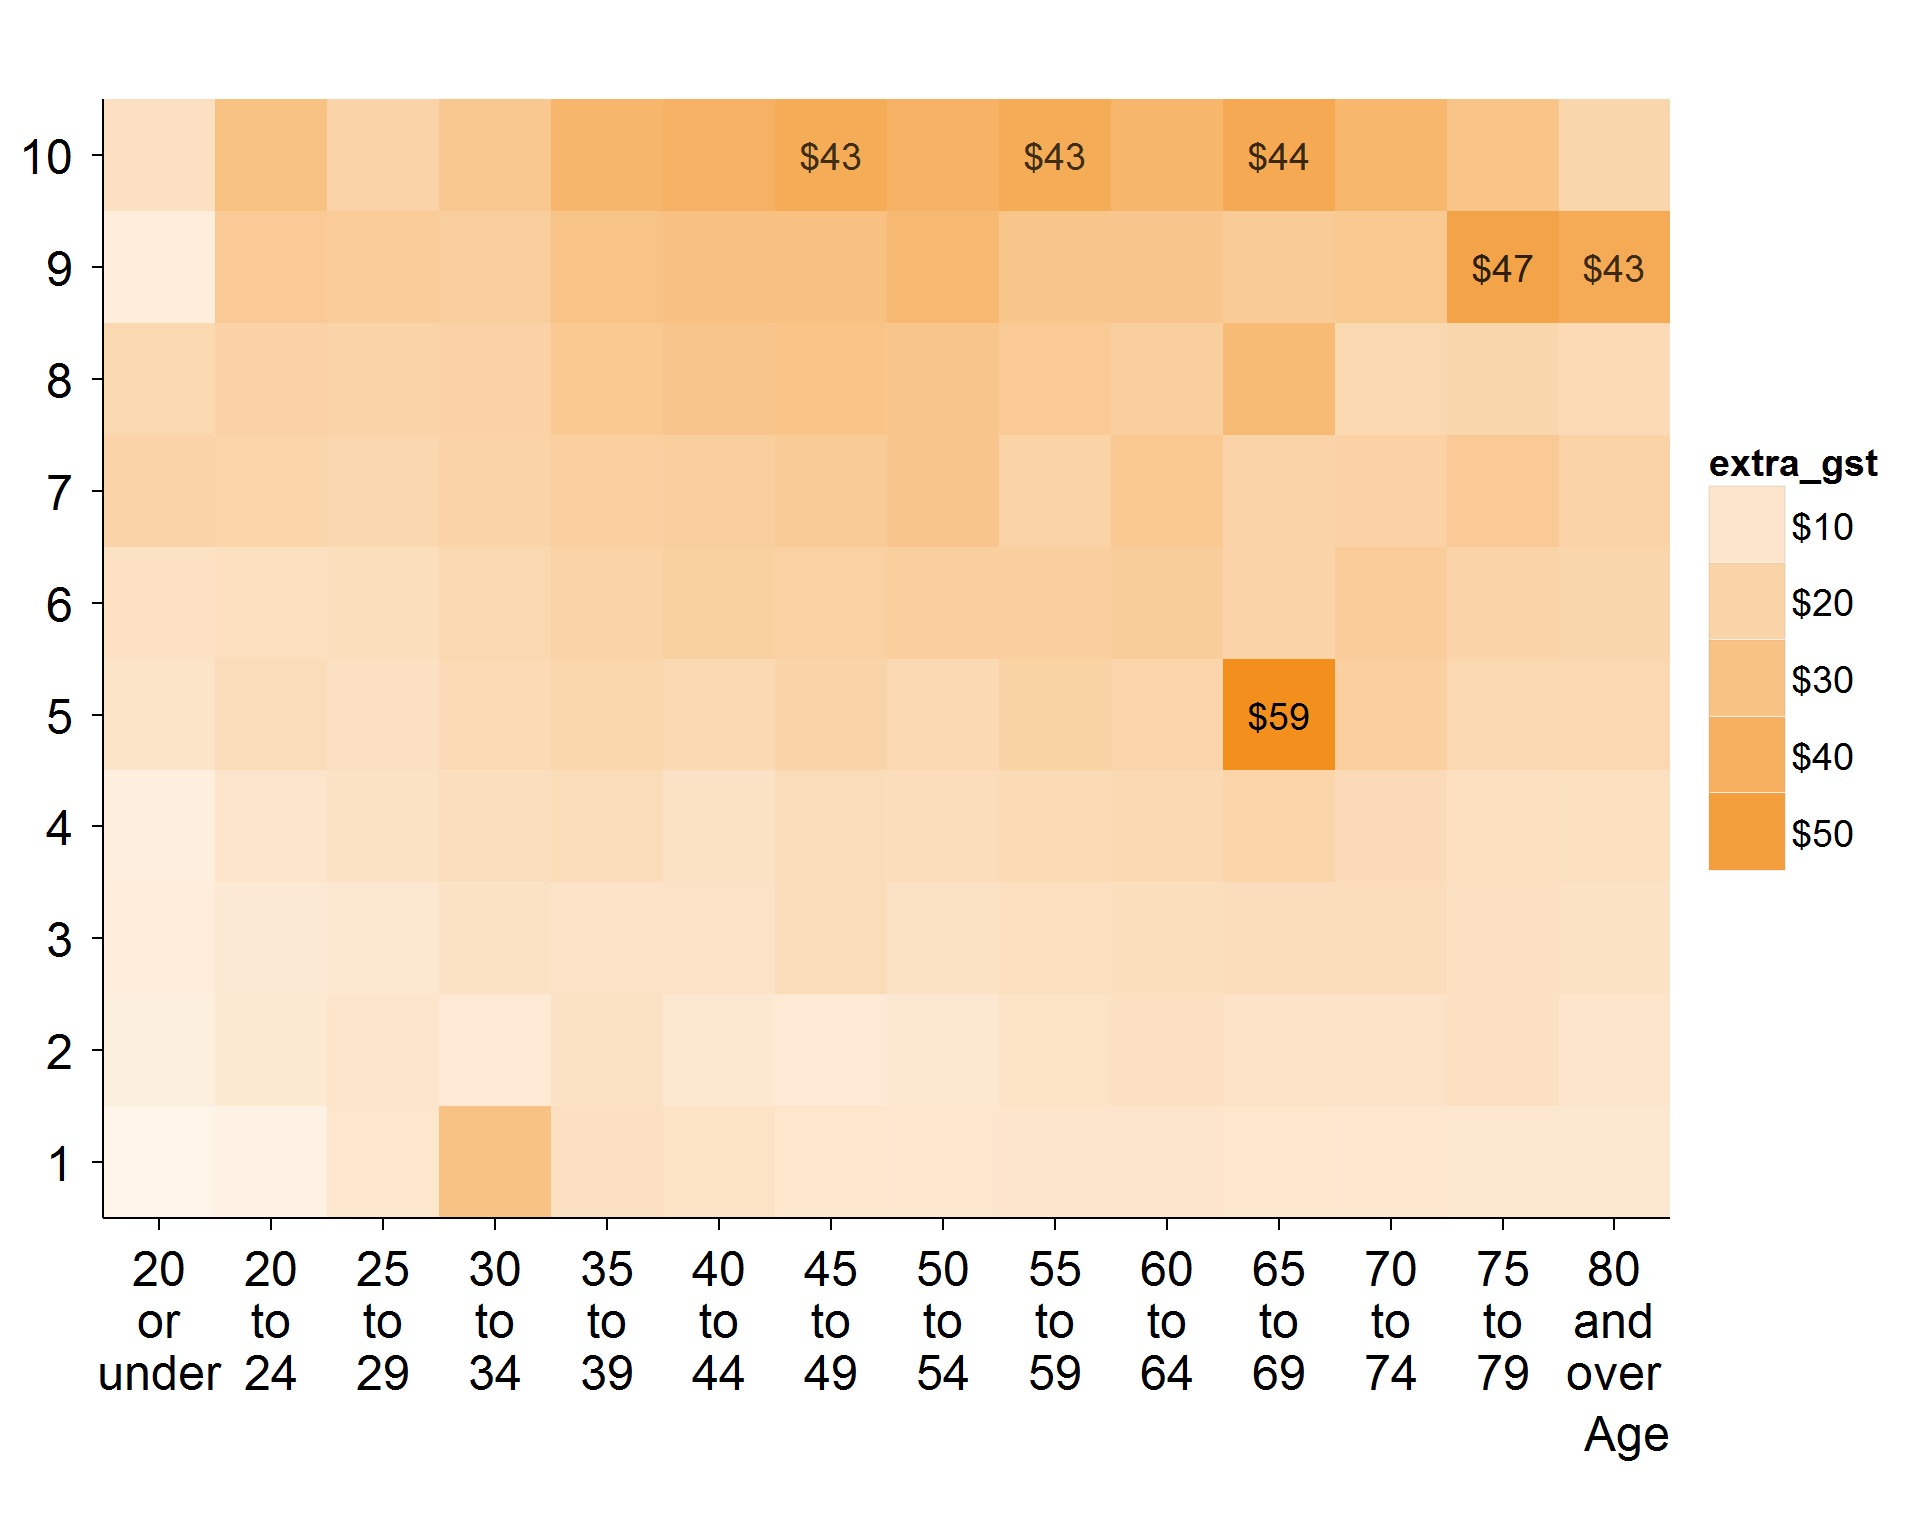 10
$43
$43
$44
9
$47
$43
8
7
6
5
$59
4
3
2
1
20 or under
20 to 24
25 to 29
30 to 34
35 to 39
40 to 44
45 to 49
50 to 54
55 to 59
60 to 64
65 to 69
70 to 74
75 to 79
80 and over
Age
extra_gst
$10
$20
$30
$40
$50